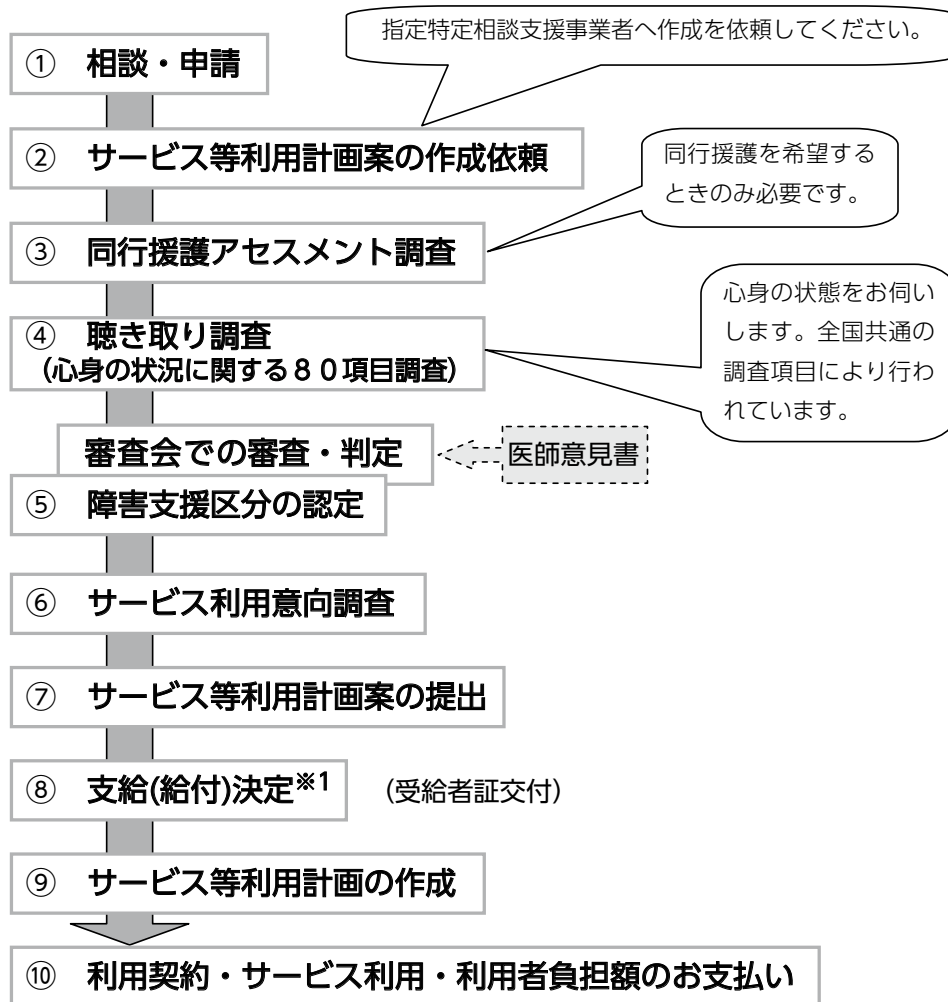 指定特定相談支援事業者へ作成を依頼してください。
① 相談・申請
② サービス等利用計画案の作成依頼
同行援護を希望する
ときのみ必要です。
③ 同行援護アセスメント調査
心身の状態をお伺い
します。全国共通の
調査項目により行わ
れています。
④ 聴き取り調査
(心身の状況に関する80項目調査)
審査会での審査・判定
医師意見書
⑤ 障害支援区分の認定
⑥ サービス利用意向調査
⑦ サービス等利用計画案の提出
⑧ 支給(給付)決定※1 (受給者証交付)
⑨ サービス等利用計画の作成
⑩ 利用契約・サービス利用・利用者負担額のお支払い